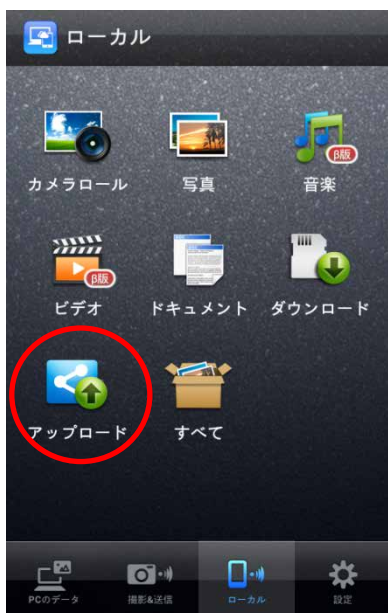 ローカル
カメラロール
写真
β版
音楽
β版
ビデオ
ドキュメント
ダウンロード
アップロード
すべて
PCのデータ
撮影&送信
ローカル
設定